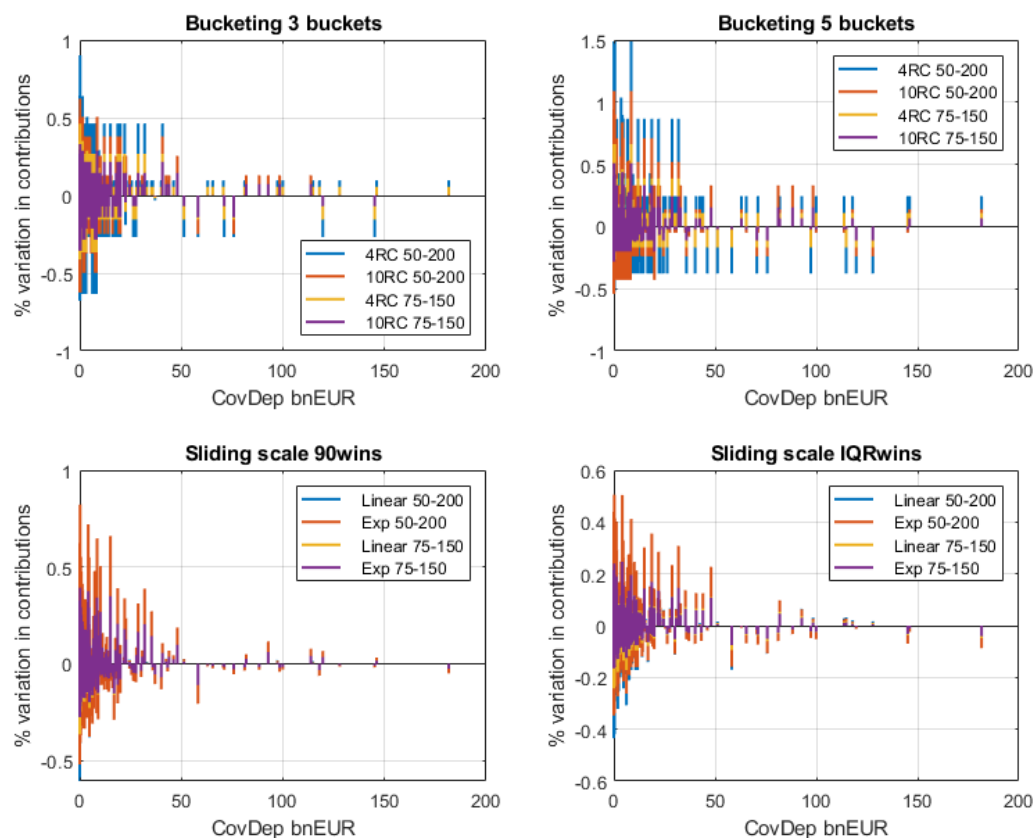 Bucketing 3 buckets
% variation in contributions
1
0.5
0
-0.5
-1
4RC 50-200
10RC 50-200
4RC 75-150
10RC 75-150
0 50 100 150 200
CovDep bnEUR
Bucketing 5 buckets
% variation in contributions
1.5
1
0.5
0
-0.5
-1
4RC 50-200
10RC 50-200
4RC 75-150
10RC 75-150
0 50 100 150 200
CovDep bnEUR
Sliding scale 90wins
% variation in contributions
1
0.5
0
-0.5
Linear 50-200
Exp 50-200
Linear 75-150
Exp 75-150
0 50 100 150 200
CovDep bnEUR
Sliding scale IQRwins
% variation in contributions
0.6
0.4
0.2
0
-0.2
-0.4
-0.6
Linear 50-200
Exp 50-200
Linear 75-150
Exp 75-150
0 50 100 150 200
CovDep bnEUR